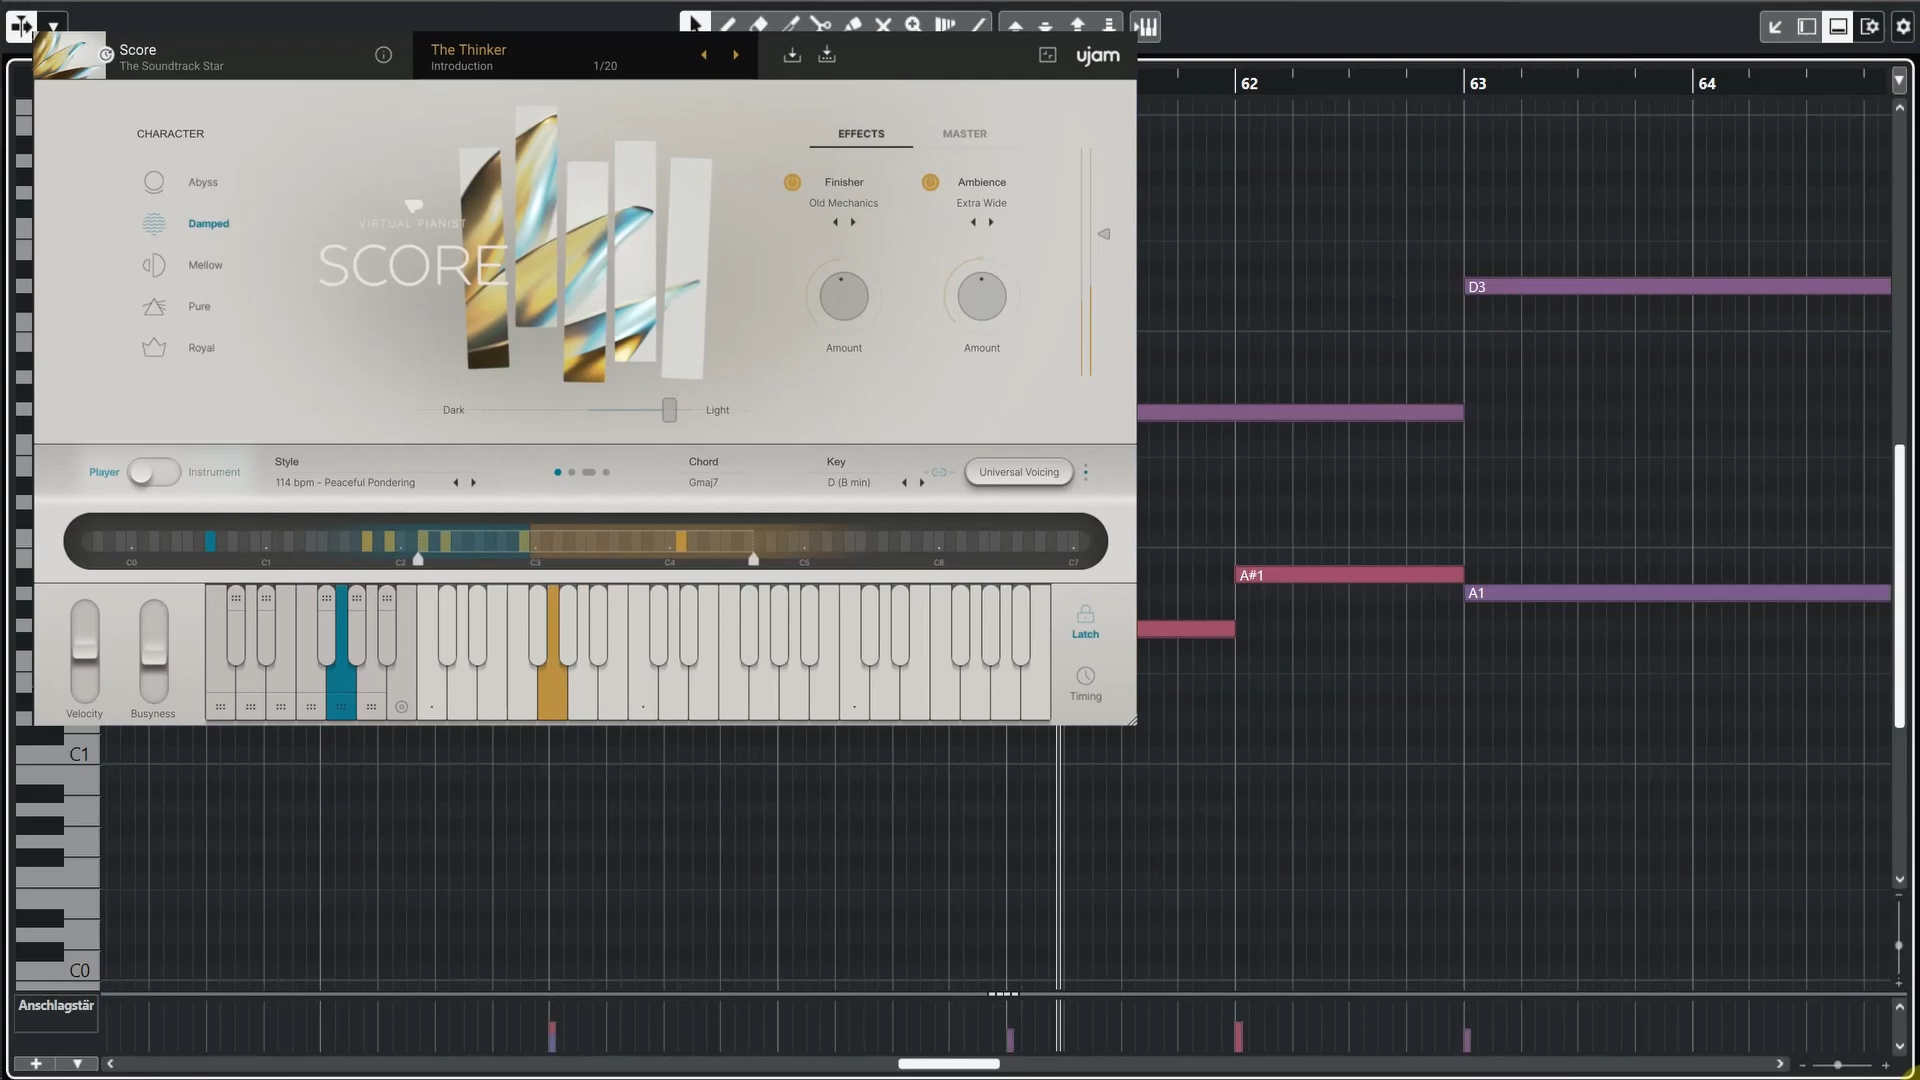 Score
The Soundtrack Star
The Thinker
Introduction
1/20
ujam
62
63
64
CHARACTER
Abyss
Damped
Mellow
Pure
Royal
VIRTUAL PIANIST
SCORE
EFFECTS
MASTER
Finisher
Old Mechanics
Amount
Ambience
Extra Wide
Amount
Dark
Light
D3
A#1
A1
Player
Instrument
Style
114 bpm - Peaceful Pondering
Chord
Gmaj7
Key
D (B min)
Universal Voicing
C0
C1
C2
C3
C4
C5
C6
C7
Velocity
Busyness
Latch
Timing
C1
C0
Anschlagstär